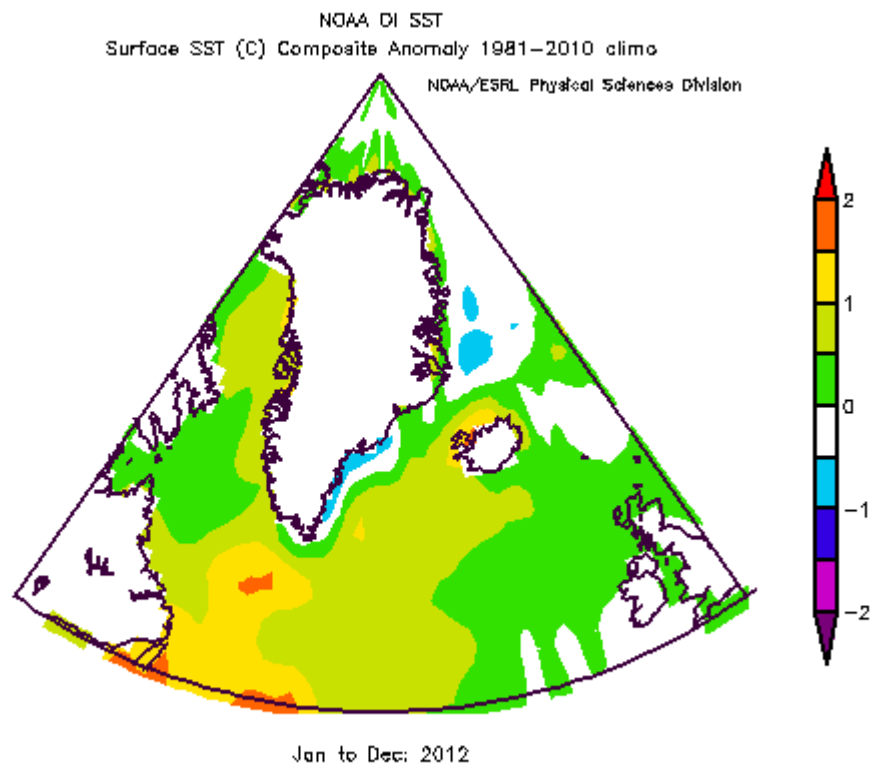 NOAA OI SST
Surface SST (C) Composite Anomaly 1981-2010 climo
NOAA/ESRL Physical Sciences Division
2
1
0
-1
-2
Jan to Dec: 2012